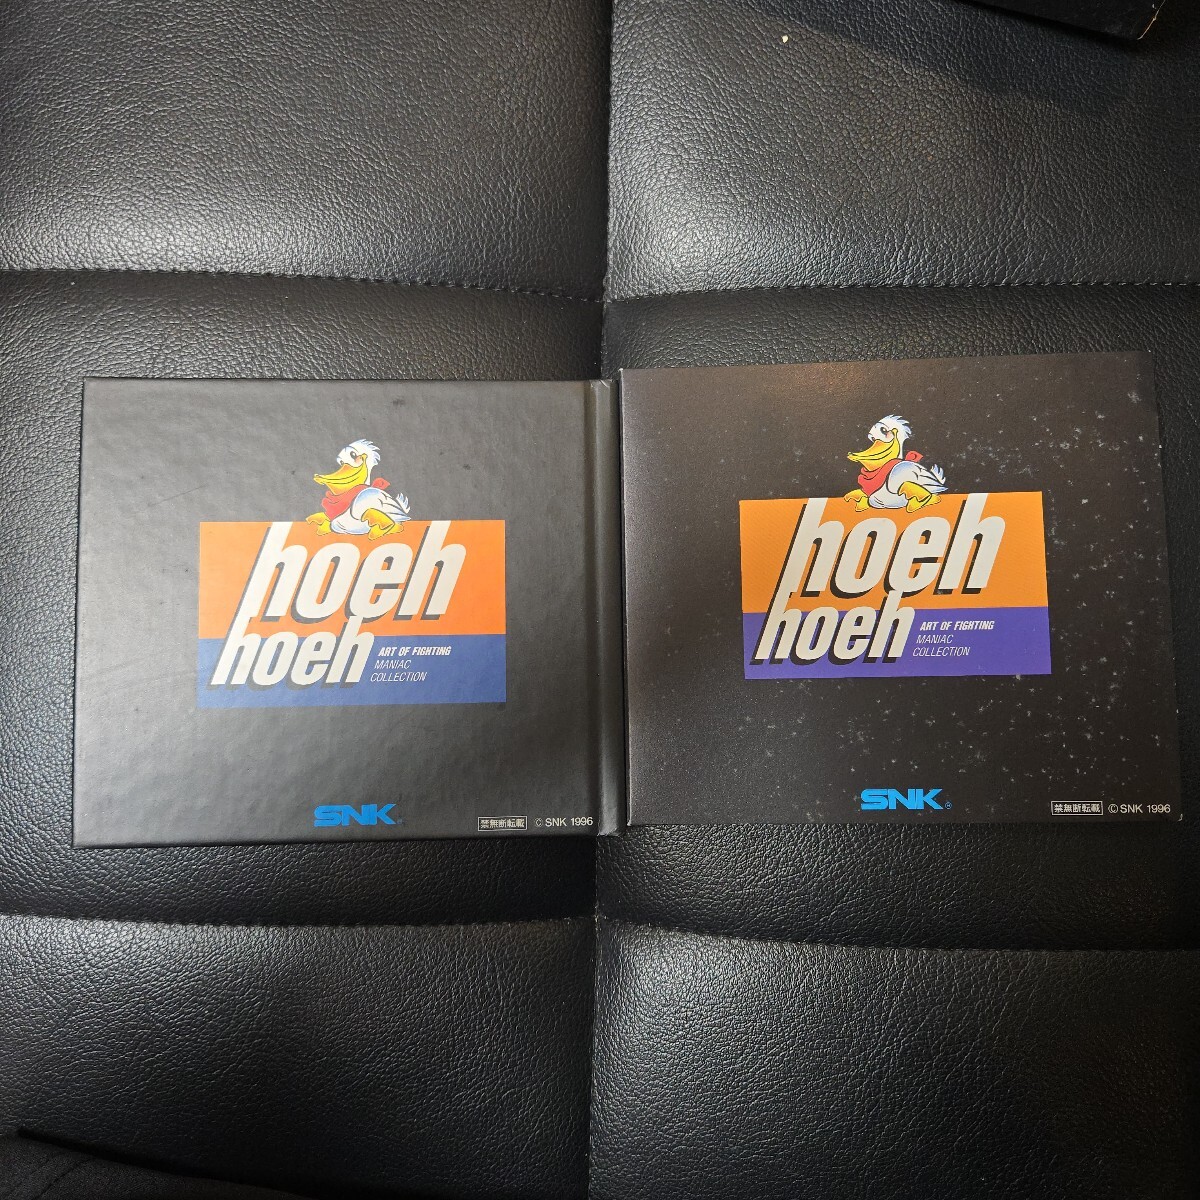 hoeh
hoeh
ART OF FIGHTING
MANIAC
COLLECTION
SNK
禁無断転載 © SNK 1996
hoeh
hoeh
ART OF FIGHTING
MANIAC
COLLECTION
SNK®
禁無断転載 © SNK 1996